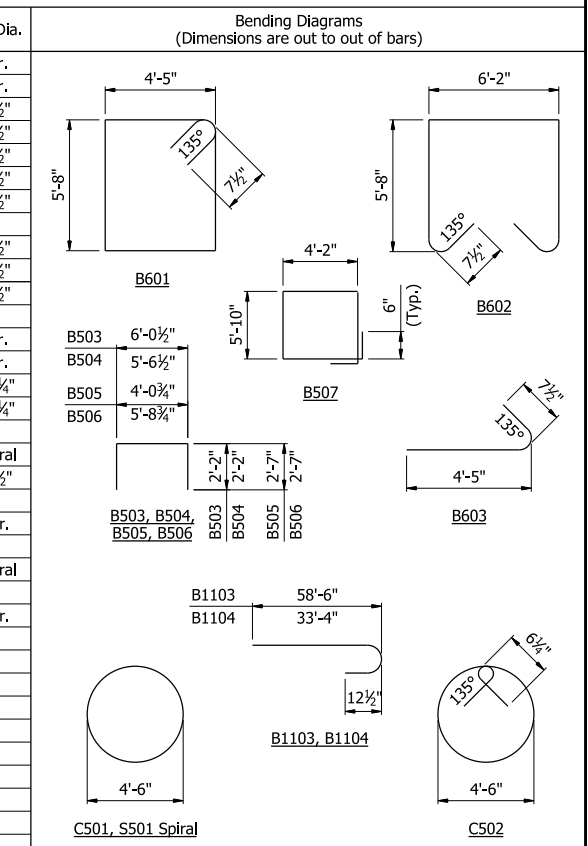 Dia.
Bending Diagrams
(Dimensions are out to out of bars)
4'-5"
5'-8"
135°
7½"
B601
6'-2"
5'-8"
135°
7½"
B602
4'-2"
5'-10"
6"
(Typ.)
B507
B503 6'-0½"
B504 5'-6½"
B505 4'-0¾"
B506 5'-8¾"
B503 2'-2"
B504 2'-2"
B505 2'-7"
B506 2'-7"
B503, B504,
B505, B506
135°
7½"
4'-5"
B603
B1103 58'-6"
B1104 33'-4"
12½"
B1103, B1104
4'-6"
C501, S501 Spiral
135°
6¼"
4'-6"
C502